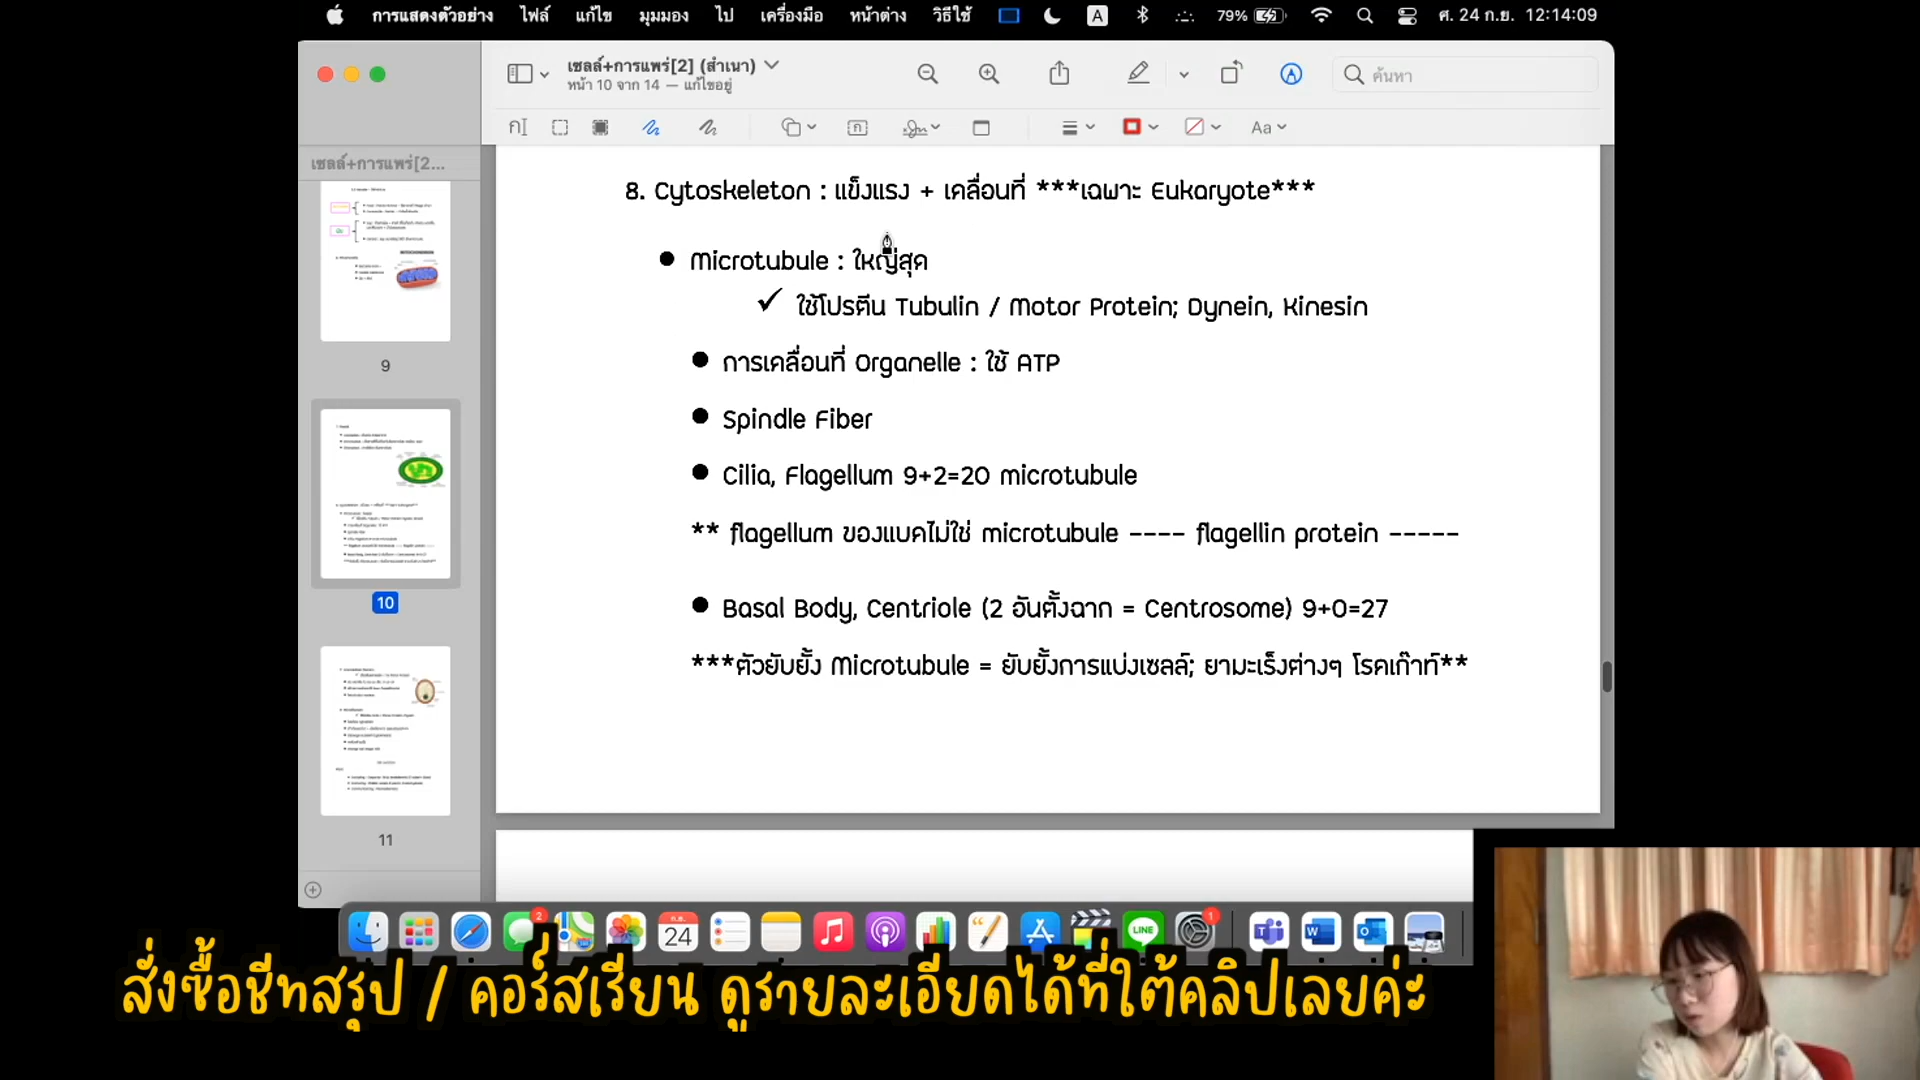 การแสดงตัวอย่าง ไฟล์ แก้ไข มุมมอง ไป เครื่องมือ หน้าต่าง วิธีใช้ A 79% ศ. 24 ก.ย. 12:14:09
เซลล์+การแพร่[2] (สำเนา)
หน้า 10 จาก 14 — แก้ไขอยู่
ค้นหา
Aa
เซลล์+การแพร่[2...
9
10
11
8. Cytoskeleton : แข็งแรง + เคลื่อนที่ ***เฉพาะ Eukaryote***
Microtubule : ใหญ่สุด
✓ ใช้โปรตีน Tubulin / Motor Protein; Dynein, Kinesin
การเคลื่อนที่ Organelle : ใช้ ATP
Spindle Fiber
Cilia, Flagellum 9+2=20 microtubule
** flagellum ของแบคไม่ใช่ microtubule ---- flagellin protein -----
Basal Body, Centriole (2 อันตั้งฉาก = Centrosome) 9+0=27
***ตัวยับยั้ง Microtubule = ยับยั้งการแบ่งเซลล์; ยามะเร็งต่างๆ โรคเก๊าท์**
2
ก.ย.
24
LINE
1
สั่งซื้อชีทสรุป / คอร์สเรียน ดูรายละเอียดได้ที่ใต้คลิปเลยค่ะ